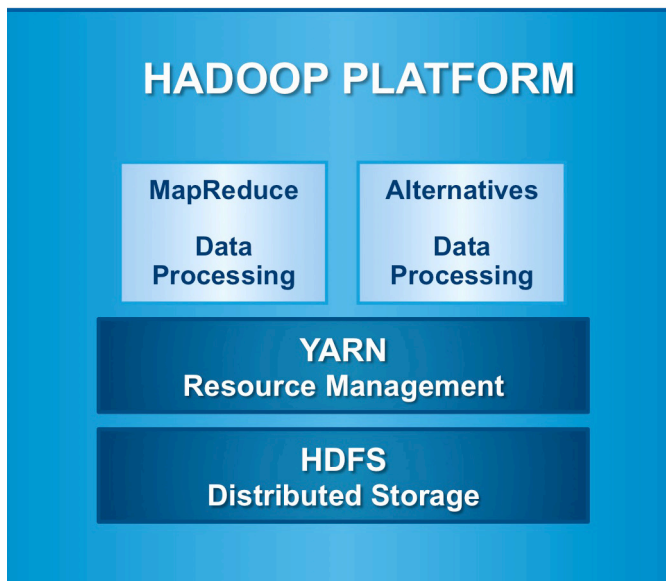 HADOOP PLATFORM
MapReduce
Data
Processing
Alternatives
Data
Processing
YARN
Resource Management
HDFS
Distributed Storage